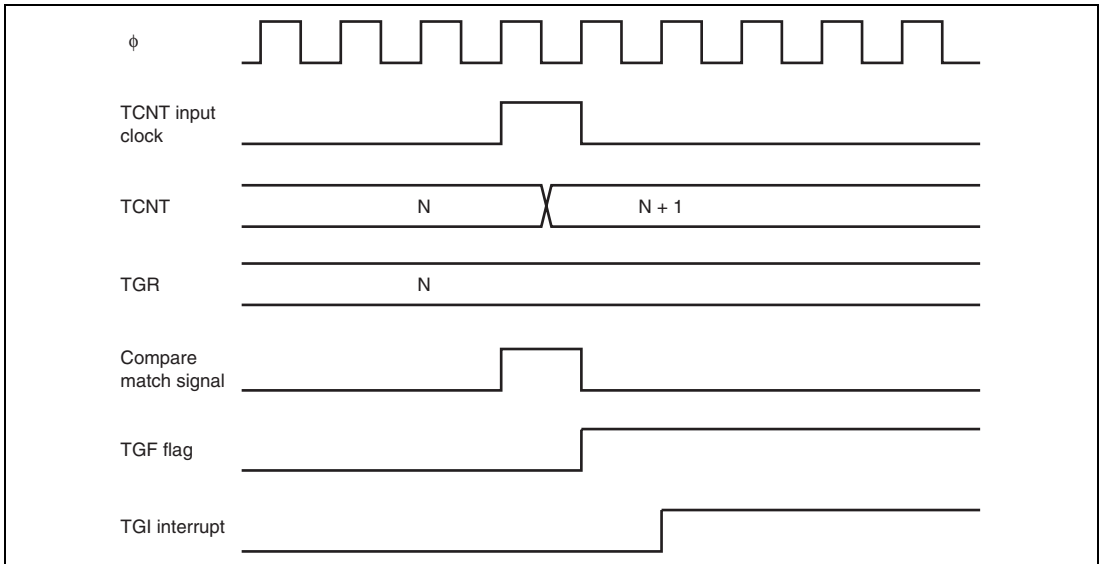 ϕ
TCNT input
clock
TCNT
N
N + 1
TGR
N
Compare
match signal
TGF flag
TGI interrupt